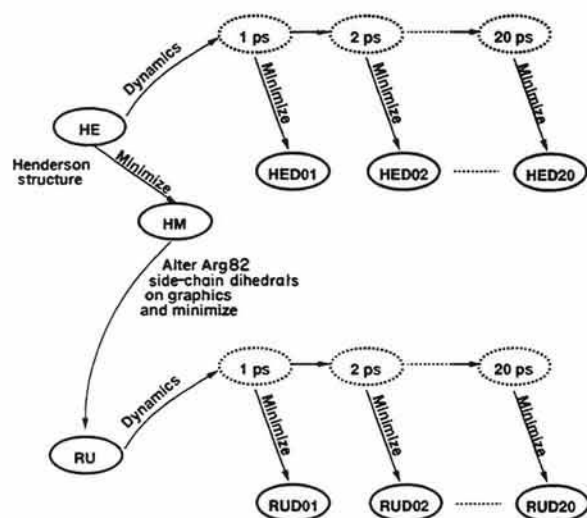 1 ps
2 ps
20 ps
Dynamics
Minimize
Minimize
Minimize
HE
Henderson
structure
Minimize
HED01
HED02
HED20
HM
Alter Arg82
side-chain dihedrats
on graphics
and minimize
1 ps
2 ps
20 ps
Dynamics
Minimize
Minimize
Minimize
RU
RUD01
RUD02
RUD20